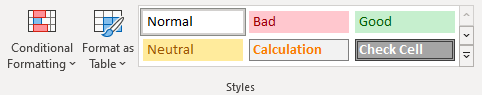 Normal Bad Good
Conditional Format as
Formatting Table Neutral Calculation Check Cell
Styles